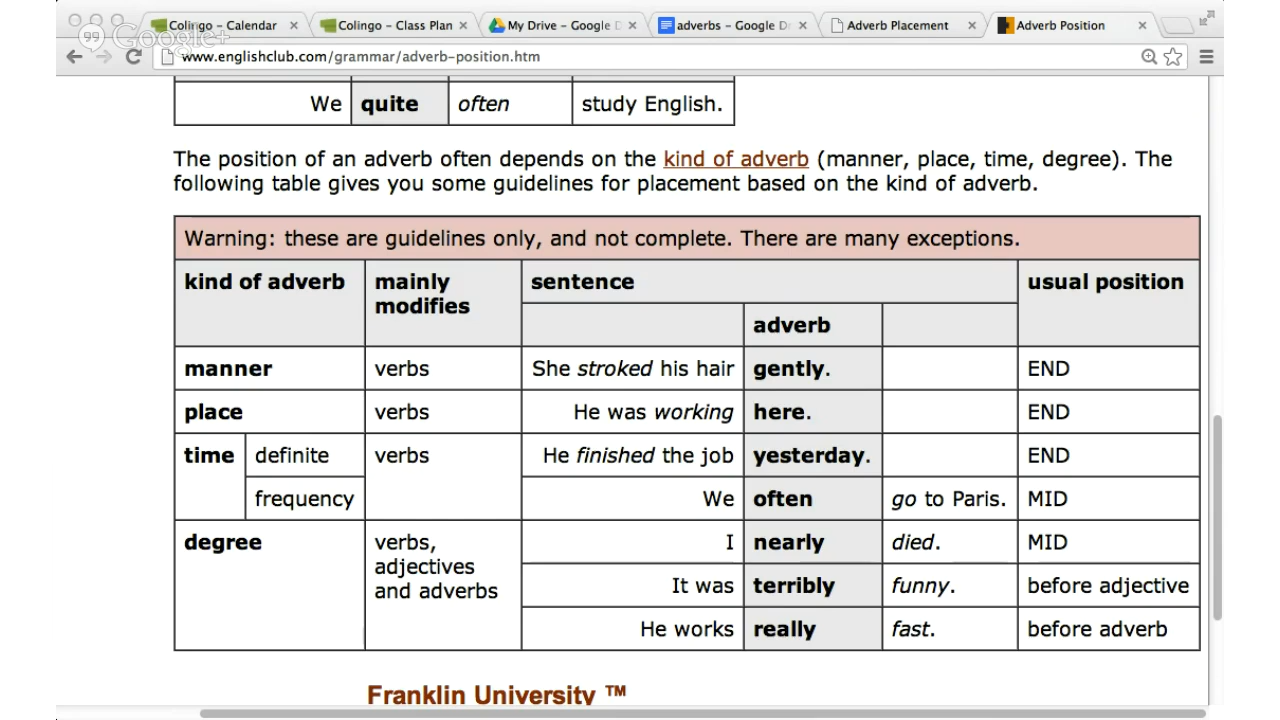 Colingo – Calendar × Colingo – Class Plan × My Drive – Google D × adverbs – Google Dr × Adverb Placement × Adverb Position ×
Google+
www.englishclub.com/grammar/adverb-position.htm
We quite often study English.
The position of an adverb often depends on the kind of adverb (manner, place, time, degree). The
following table gives you some guidelines for placement based on the kind of adverb.
Warning: these are guidelines only, and not complete. There are many exceptions.
kind of adverb mainly sentence usual position
modifies
adverb
manner verbs She stroked his hair gently. END
place verbs He was working here. END
time definite verbs He finished the job yesterday. END
frequency We often go to Paris. MID
degree verbs, I nearly died. MID
adjectives It was terribly funny. before adjective
and adverbs
He works really fast. before adverb
Franklin University ™